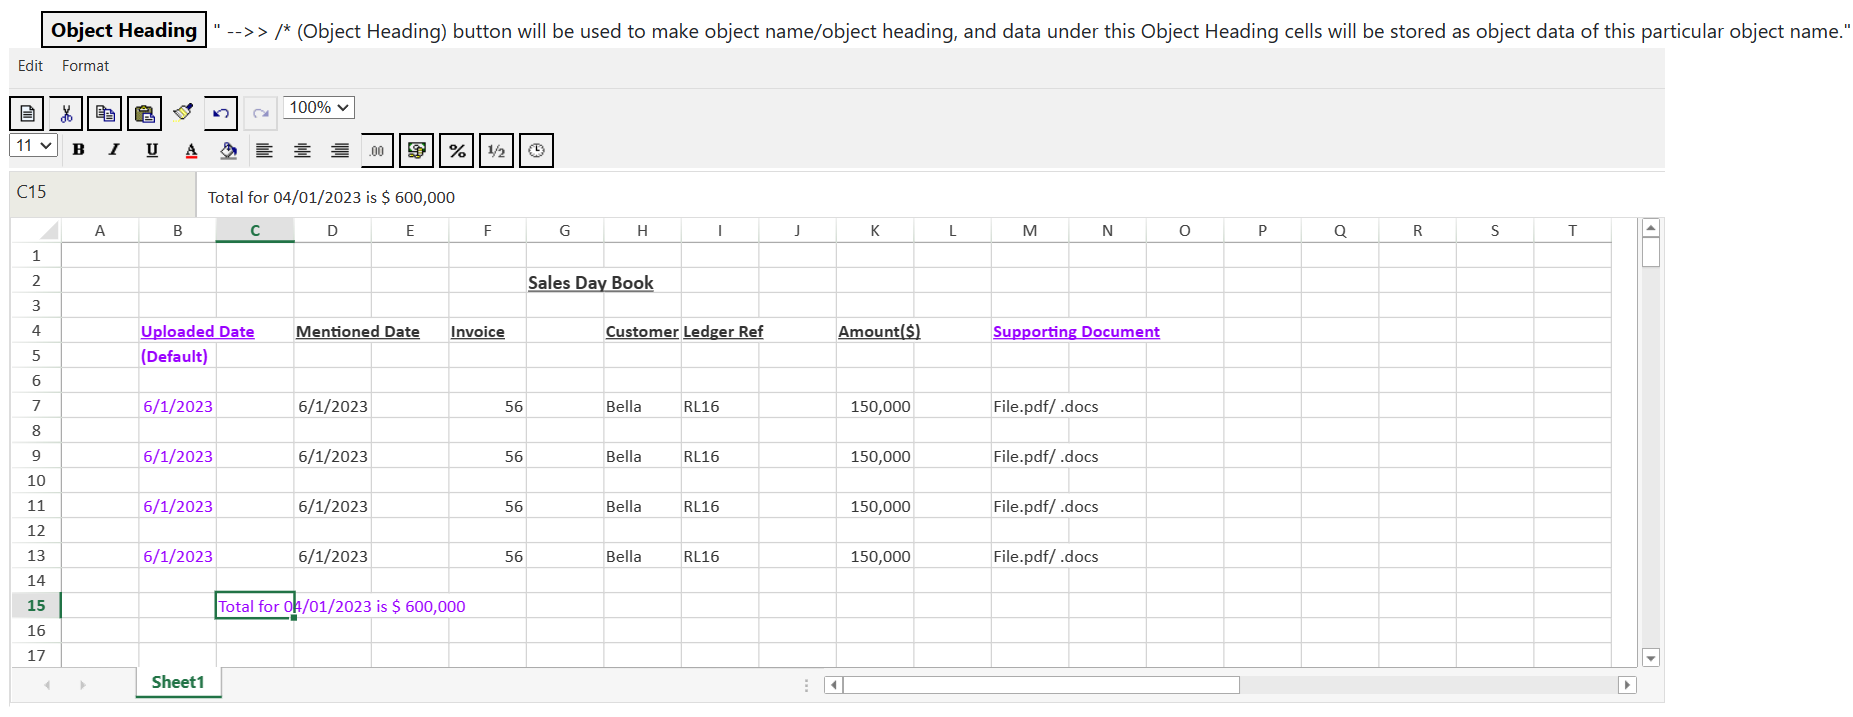 Object Heading " -->> /* (Object Heading) button will be used to make object name/object heading, and data under this Object Heading cells will be stored as object data of this particular object name."
Edit Format
100%
11 B I U A .00 % 1/2
C15 Total for 04/01/2023 is $ 600,000
A B C D E F G H I J K L M N O P Q R S T
1
2 Sales Day Book
3
4 Uploaded Date Mentioned Date Invoice Customer Ledger Ref Amount($) Supporting Document
5 (Default)
6
7 6/1/2023 6/1/2023 56 Bella RL16 150,000 File.pdf/ .docs
8
9 6/1/2023 6/1/2023 56 Bella RL16 150,000 File.pdf/ .docs
10
11 6/1/2023 6/1/2023 56 Bella RL16 150,000 File.pdf/ .docs
12
13 6/1/2023 6/1/2023 56 Bella RL16 150,000 File.pdf/ .docs
14
15 Total for 04/01/2023 is $ 600,000
16
17
Sheet1